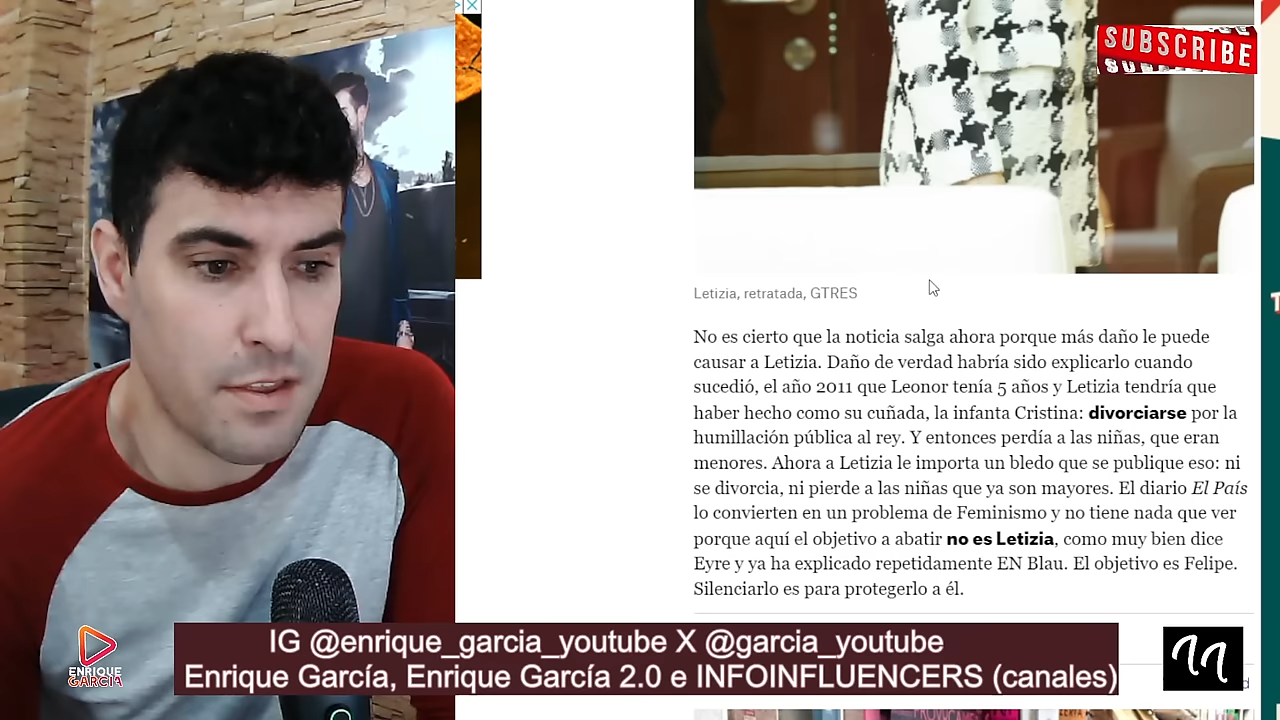 SUBSCRIBE
Letizia, retratada, GTRES
No es cierto que la noticia salga ahora porque más daño le puede
causar a Letizia. Daño de verdad habría sido explicarlo cuando
sucedió, el año 2011 que Leonor tenía 5 años y Letizia tendría que
haber hecho como su cuñada, la infanta Cristina: divorciarse por la
humillación pública al rey. Y entonces perdía a las niñas, que eran
menores. Ahora a Letizia le importa un bledo que se publique eso: ni
se divorcia, ni pierde a las niñas que ya son mayores. El diario El País
lo convierten en un problema de Feminismo y no tiene nada que ver
porque aquí el objetivo a abatir no es Letizia, como muy bien dice
Eyre y ya ha explicado repetidamente EN Blau. El objetivo es Felipe.
Silenciarlo es para protegerlo a él.
IG @enrique_garcia_youtube X @garcia_youtube
Enrique García, Enrique García 2.0 e INFOINFLUENCERS (canales)
ENRIQUE
GARCÍA